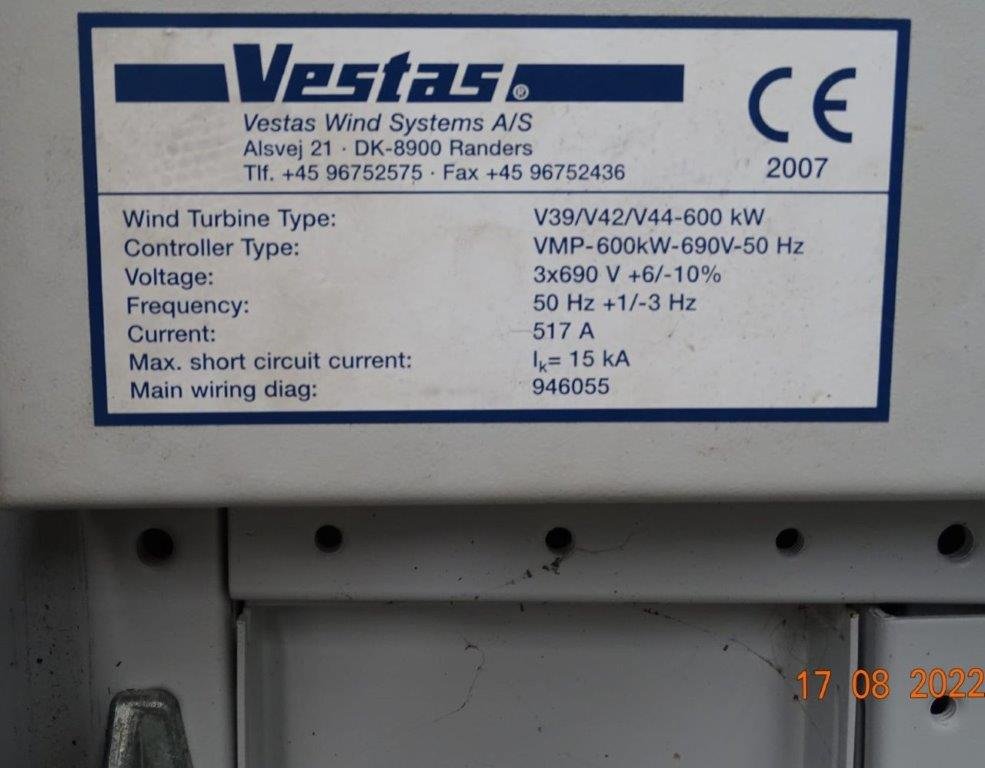 Vestas®
Vestas Wind Systems A/S
Alsvej 21 · DK-8900 Randers
Tlf. +45 96752575 · Fax +45 96752436
CE
2007
Wind Turbine Type: V39/V42/V44-600 kW
Controller Type: VMP-600kW-690V-50 Hz
Voltage: 3x690 V +6/-10%
Frequency: 50 Hz +1/-3 Hz
Current: 517 A
Max. short circuit current: Ik= 15 kA
Main wiring diag: 946055
17 08 2022